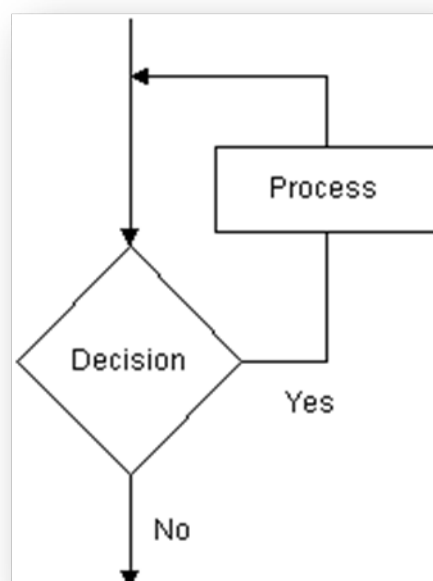 Process
Decision
Yes
No